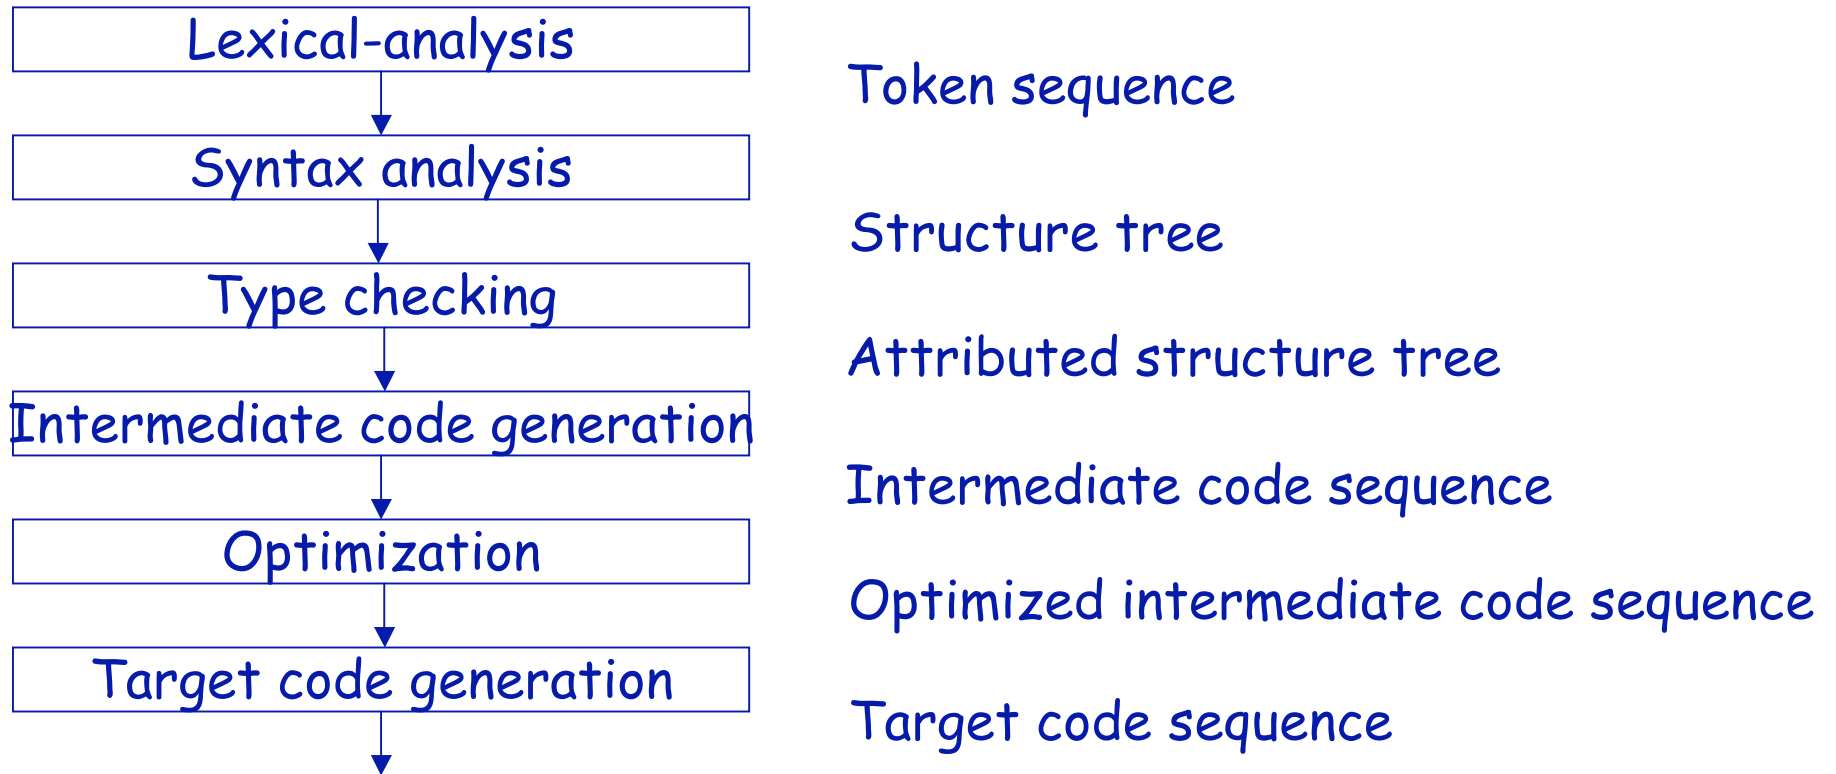 Lexical-analysis
Token sequence
Syntax analysis
Structure tree
Type checking
Attributed structure tree
Intermediate code generation
Intermediate code sequence
Optimization
Optimized intermediate code sequence
Target code generation
Target code sequence